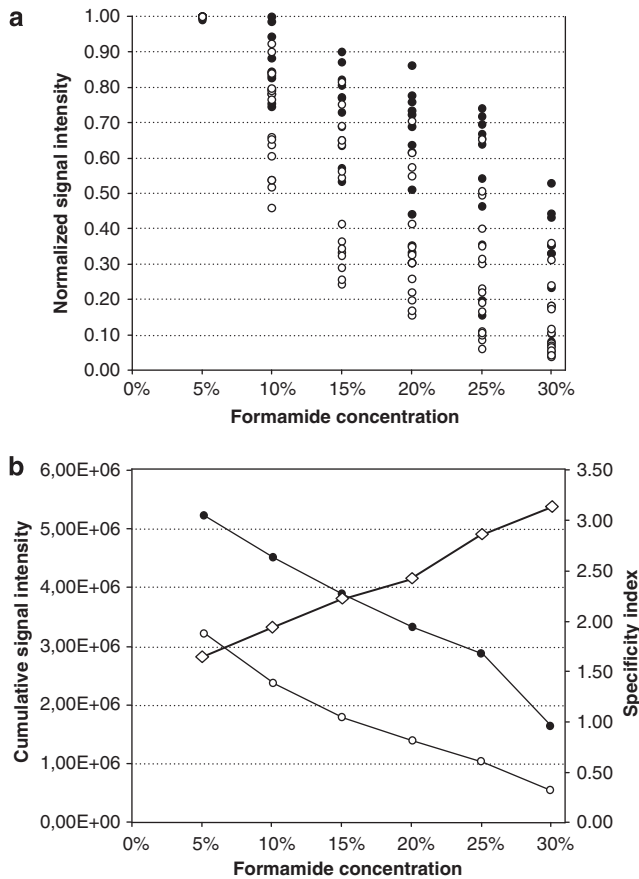 a
Normalized signal intensity
1.00
0.90
0.80
0.70
0.60
0.50
0.40
0.30
0.20
0.10
0.00
0% 5% 10% 15% 20% 25% 30%
Formamide concentration
b
Cumulative signal intensity
6,00E+06
5,00E+06
4,00E+06
3,00E+06
2,00E+06
1,00E+06
0,00E+00
3.50
3.00
2.50
2.00
1.50
1.00
0.50
0.00
Specificity index
0% 5% 10% 15% 20% 25% 30%
Formamide concentration